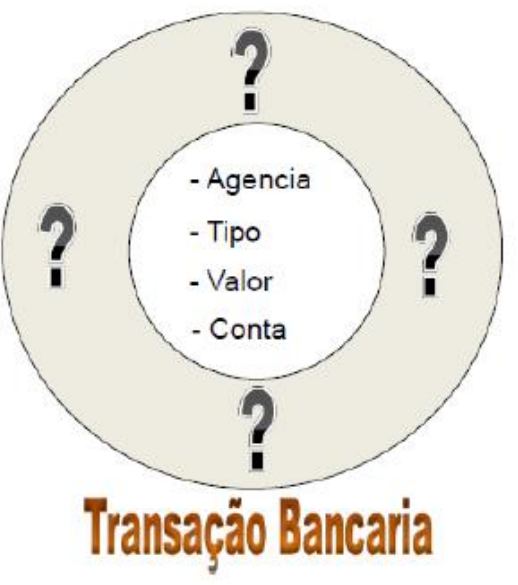 ?
- Agencia
- Tipo
- Valor
- Conta
?
?
?
Transação Bancaria